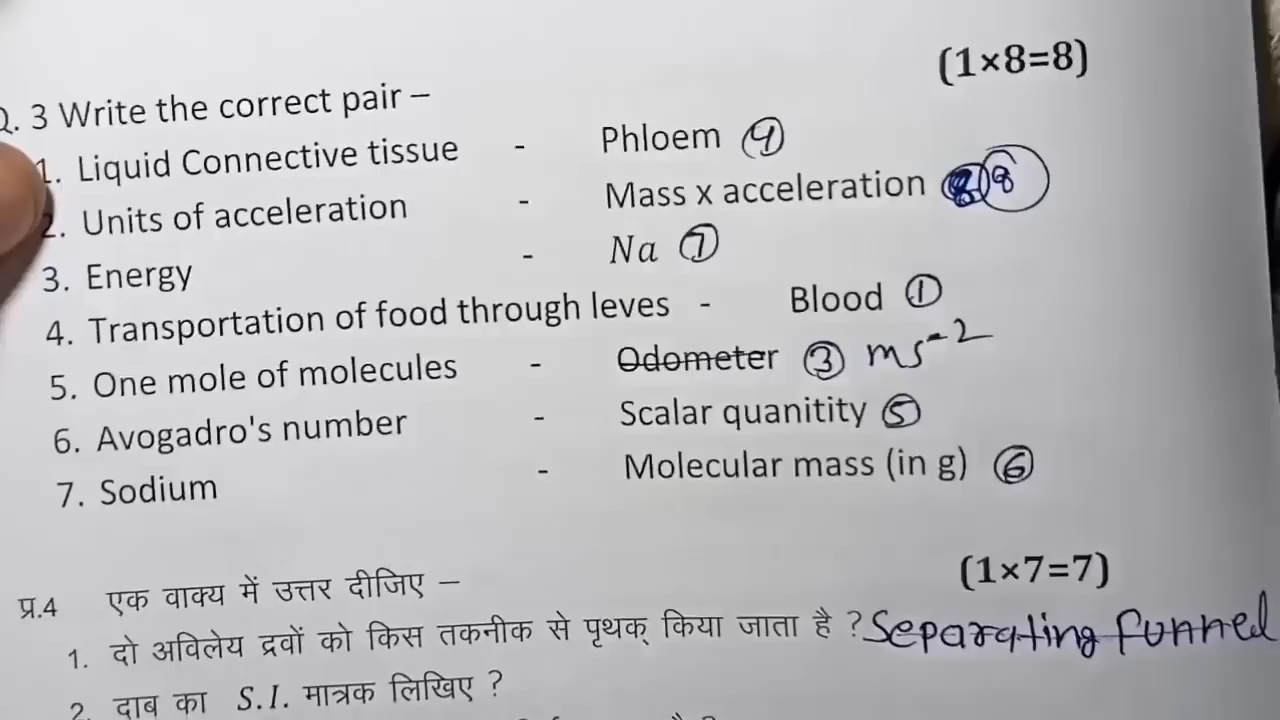 Q. 3 Write the correct pair – (1×8=8)
1. Liquid Connective tissue - Phloem ④
2. Units of acceleration - Mass x acceleration ⑧
3. Energy - Na ⑦
4. Transportation of food through leves - Blood ①
5. One mole of molecules - Odometer ③ ms⁻²
6. Avogadro's number - Scalar quanitity ⑤
7. Sodium - Molecular mass (in g) ⑥
प्र.4 एक वाक्य में उत्तर दीजिए – (1×7=7)
1. दो अविलेय द्रवों को किस तकनीक से पृथक् किया जाता है ? Separating funnel
2. दाब का S.I. मात्रक लिखिए ?